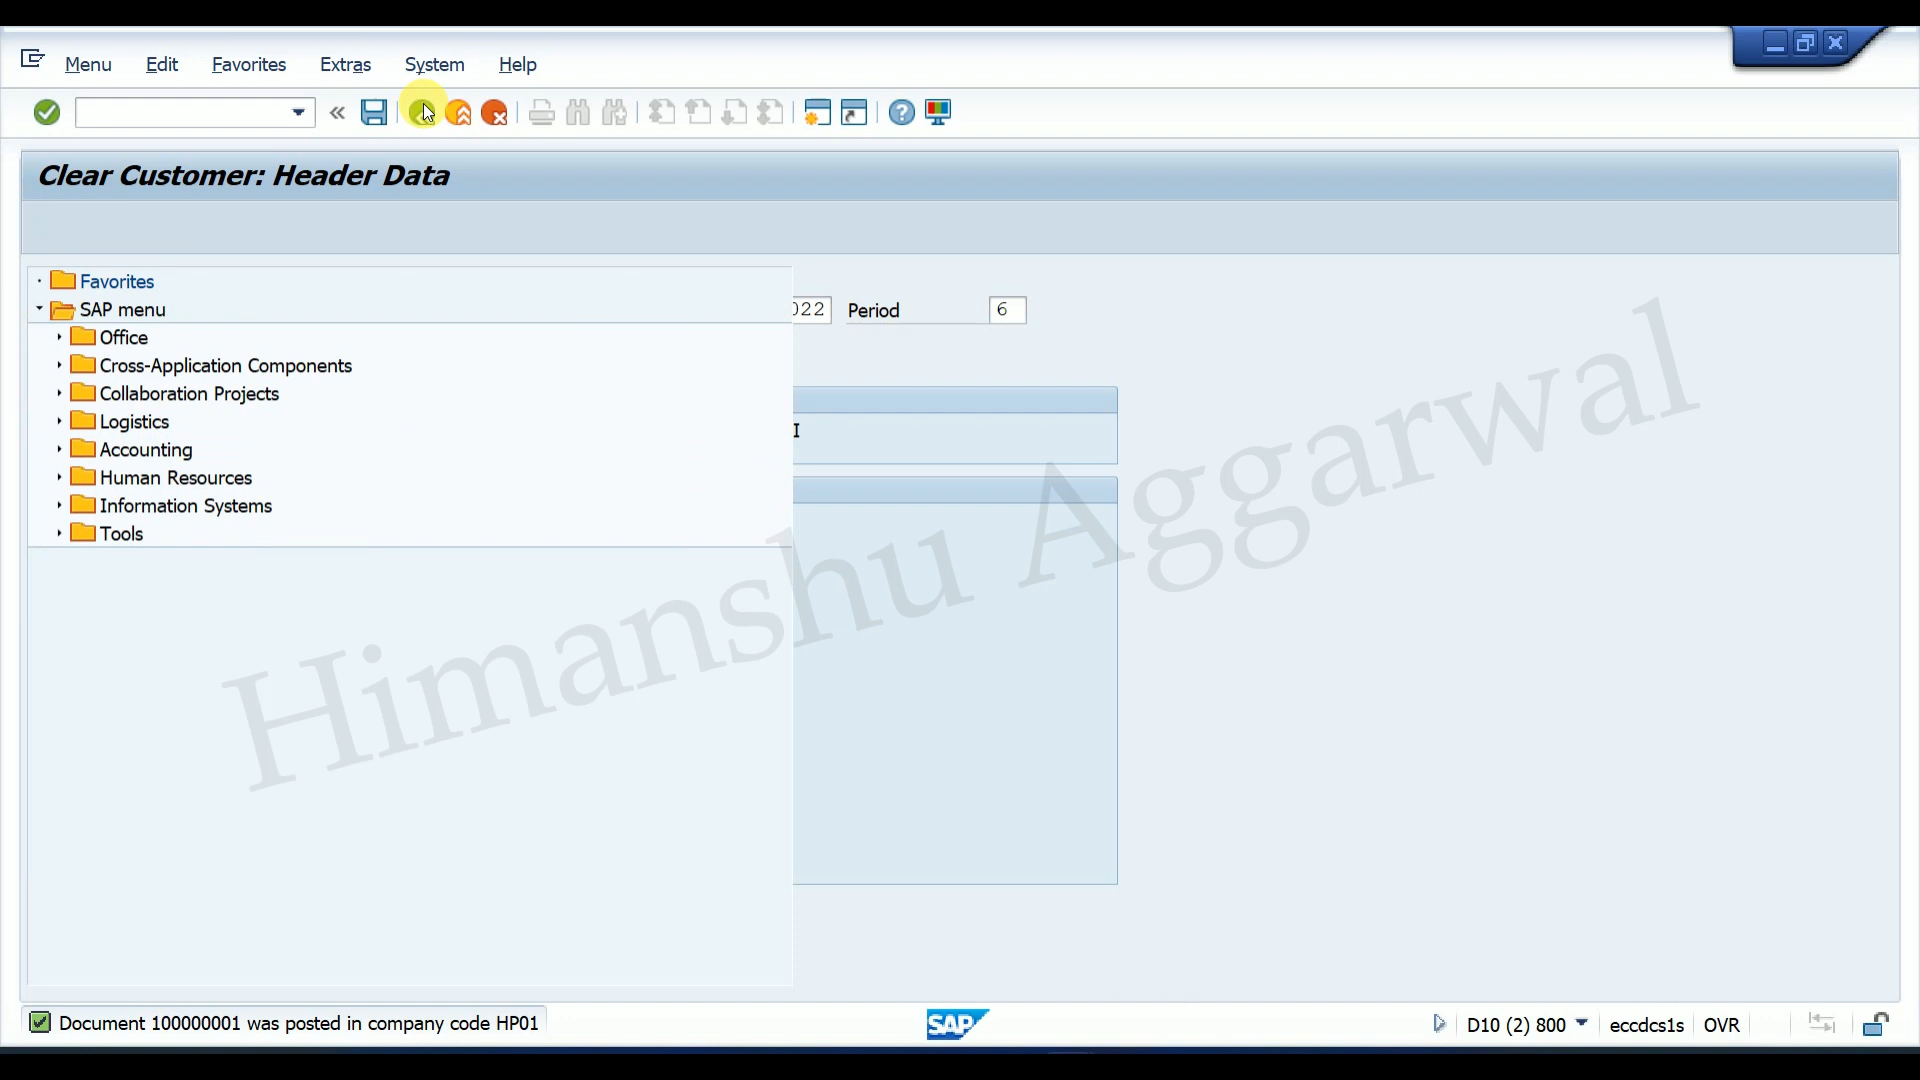 Menu Edit Favorites Extras System Help
Clear Customer: Header Data
Favorites
SAP menu
022 Period 6
Office
Cross-Application Components
Collaboration Projects
Logistics
I
Accounting
Human Resources
Information Systems
Tools
Himanshu Aggarwal
Document 100000001 was posted in company code HP01
SAP
D10 (2) 800 eccdcs1s OVR